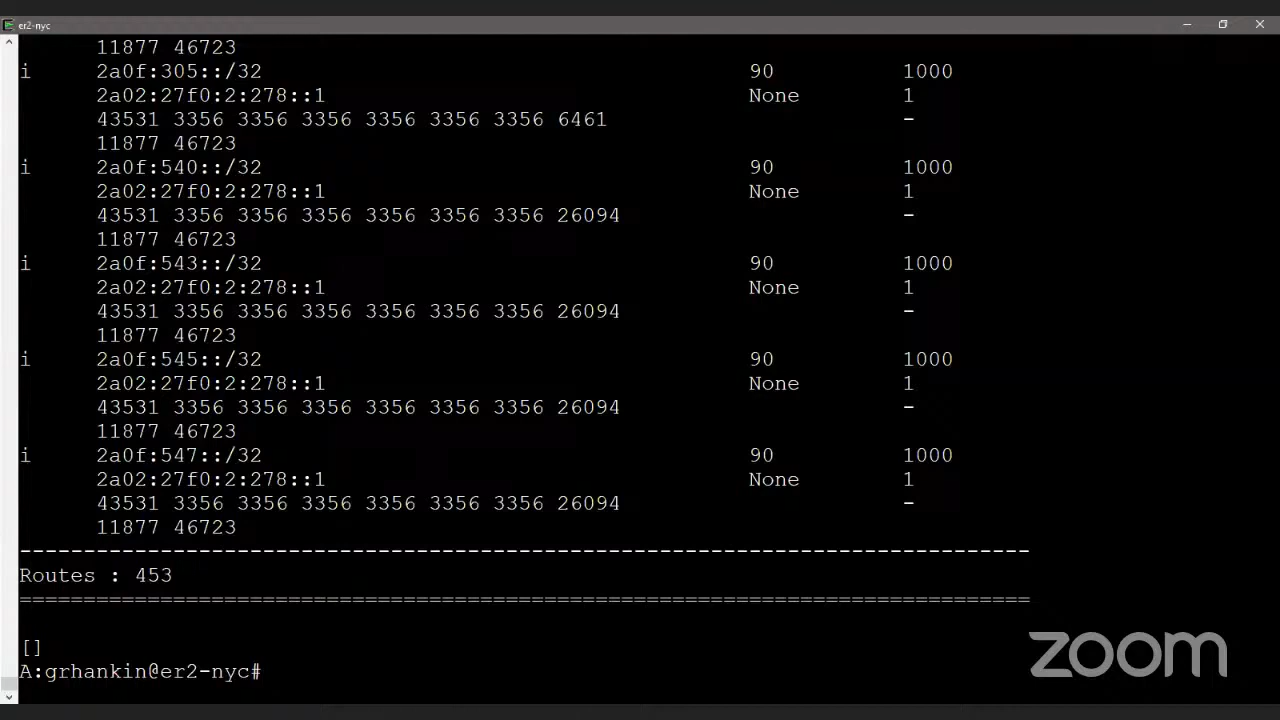 er2-nyc
11877 46723
i 2a0f:305::/32 90 1000
2a02:27f0:2:278::1 None 1
43531 3356 3356 3356 3356 3356 3356 6461 -
11877 46723
i 2a0f:540::/32 90 1000
2a02:27f0:2:278::1 None 1
43531 3356 3356 3356 3356 3356 3356 26094 -
11877 46723
i 2a0f:543::/32 90 1000
2a02:27f0:2:278::1 None 1
43531 3356 3356 3356 3356 3356 3356 26094 -
11877 46723
i 2a0f:545::/32 90 1000
2a02:27f0:2:278::1 None 1
43531 3356 3356 3356 3356 3356 3356 26094 -
11877 46723
i 2a0f:547::/32 90 1000
2a02:27f0:2:278::1 None 1
43531 3356 3356 3356 3356 3356 3356 26094 -
11877 46723
-------------------------------------------------------------------------------
Routes : 453
===============================================================================
[]
A:grhankin@er2-nyc#
zoom